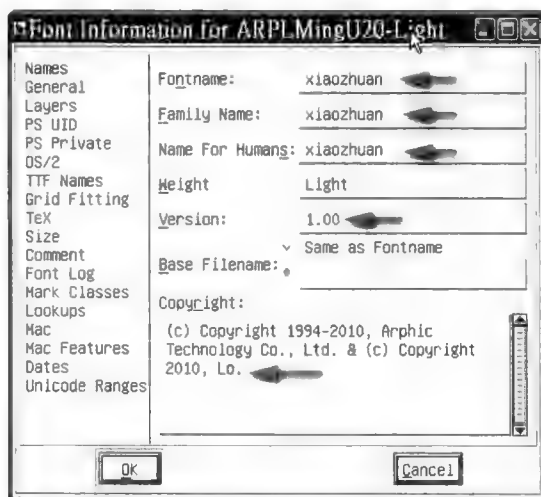 Font Information for ARPLMingU20-Light
Names
General
Layers
PS UID
PS Private
OS/2
TTF Names
Grid Fitting
TeX
Size
Comment
Font Log
Mark Classes
Lookups
Mac
Mac Features
Dates
Unicode Ranges
Fontname: xiaozhuan
Family Name: xiaozhuan
Name For Humans: xiaozhuan
Weight Light
Version: 1.00
Same as Fontname
Base Filename:
Copyright:
(c) Copyright 1994-2010, Arphic
Technology Co., Ltd. & (c) Copyright
2010, Lo.
OK Cancel